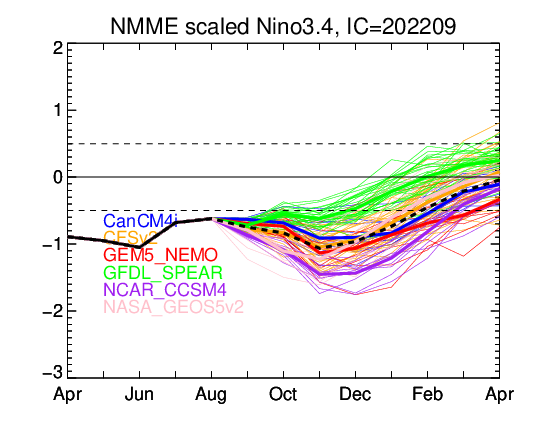 NMME scaled Nino3.4, IC=202209
2
1
0
CanCM4i
CFSv2
−1
GEM5_NEMO
GFDL_SPEAR
NCAR_CCSM4
−2
NASA_GEOS5v2
−3
Apr Jun Aug Oct Dec Feb Apr